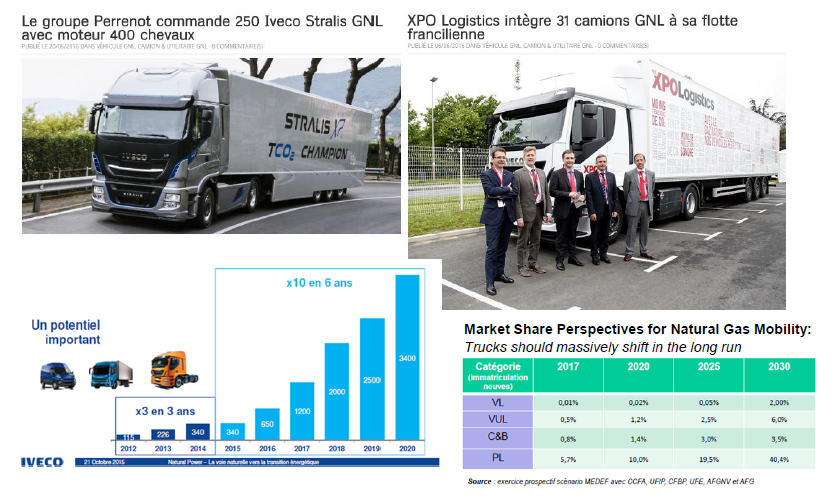 Le groupe Perrenot commande 250 Iveco Stralis GNL
avec moteur 400 chevaux
PUBLIÉ LE 20/06/2016 DANS VÉHICULE GNL, CAMION & UTILITAIRE GNL - 0 COMMENTAIRE(S)
STRALIS XP
TCO2 CHAMPION
IVECO
STRALIS
XPO Logistics intègre 31 camions GNL à sa flotte
francilienne
PUBLIÉ LE 06/06/2016 DANS VÉHICULE GNL, CAMION & UTILITAIRE GNL - 0 COMMENTAIRE(S)
XPOLogistics
IVECO
XPO
Un potentiel
important
x10 en 6 ans
x3 en 3 ans
115
226
340
340
650
1200
2000
2500
3400
2012 2013 2014 2015 2016 2017 2018 2019 2020
IVECO
21 Octobre 2015
Natural Power – La voie naturelle vers la transition énergétique
Market Share Perspectives for Natural Gas Mobility:
Trucks should massively shift in the long run
Catégorie (immatriculation neuves) 2017 2020 2025 2030
VL 0,01% 0,02% 0,05% 2,00%
VUL 0,5% 1,2% 2,5% 6,0%
C&B 0,8% 1,4% 3,0% 3,5%
PL 5,7% 10,0% 19,5% 40,4%
Source : exercice prospectif scénario MEDEF avec CCFA, UFIP, CFBP, UFE, AFGNV et AFG